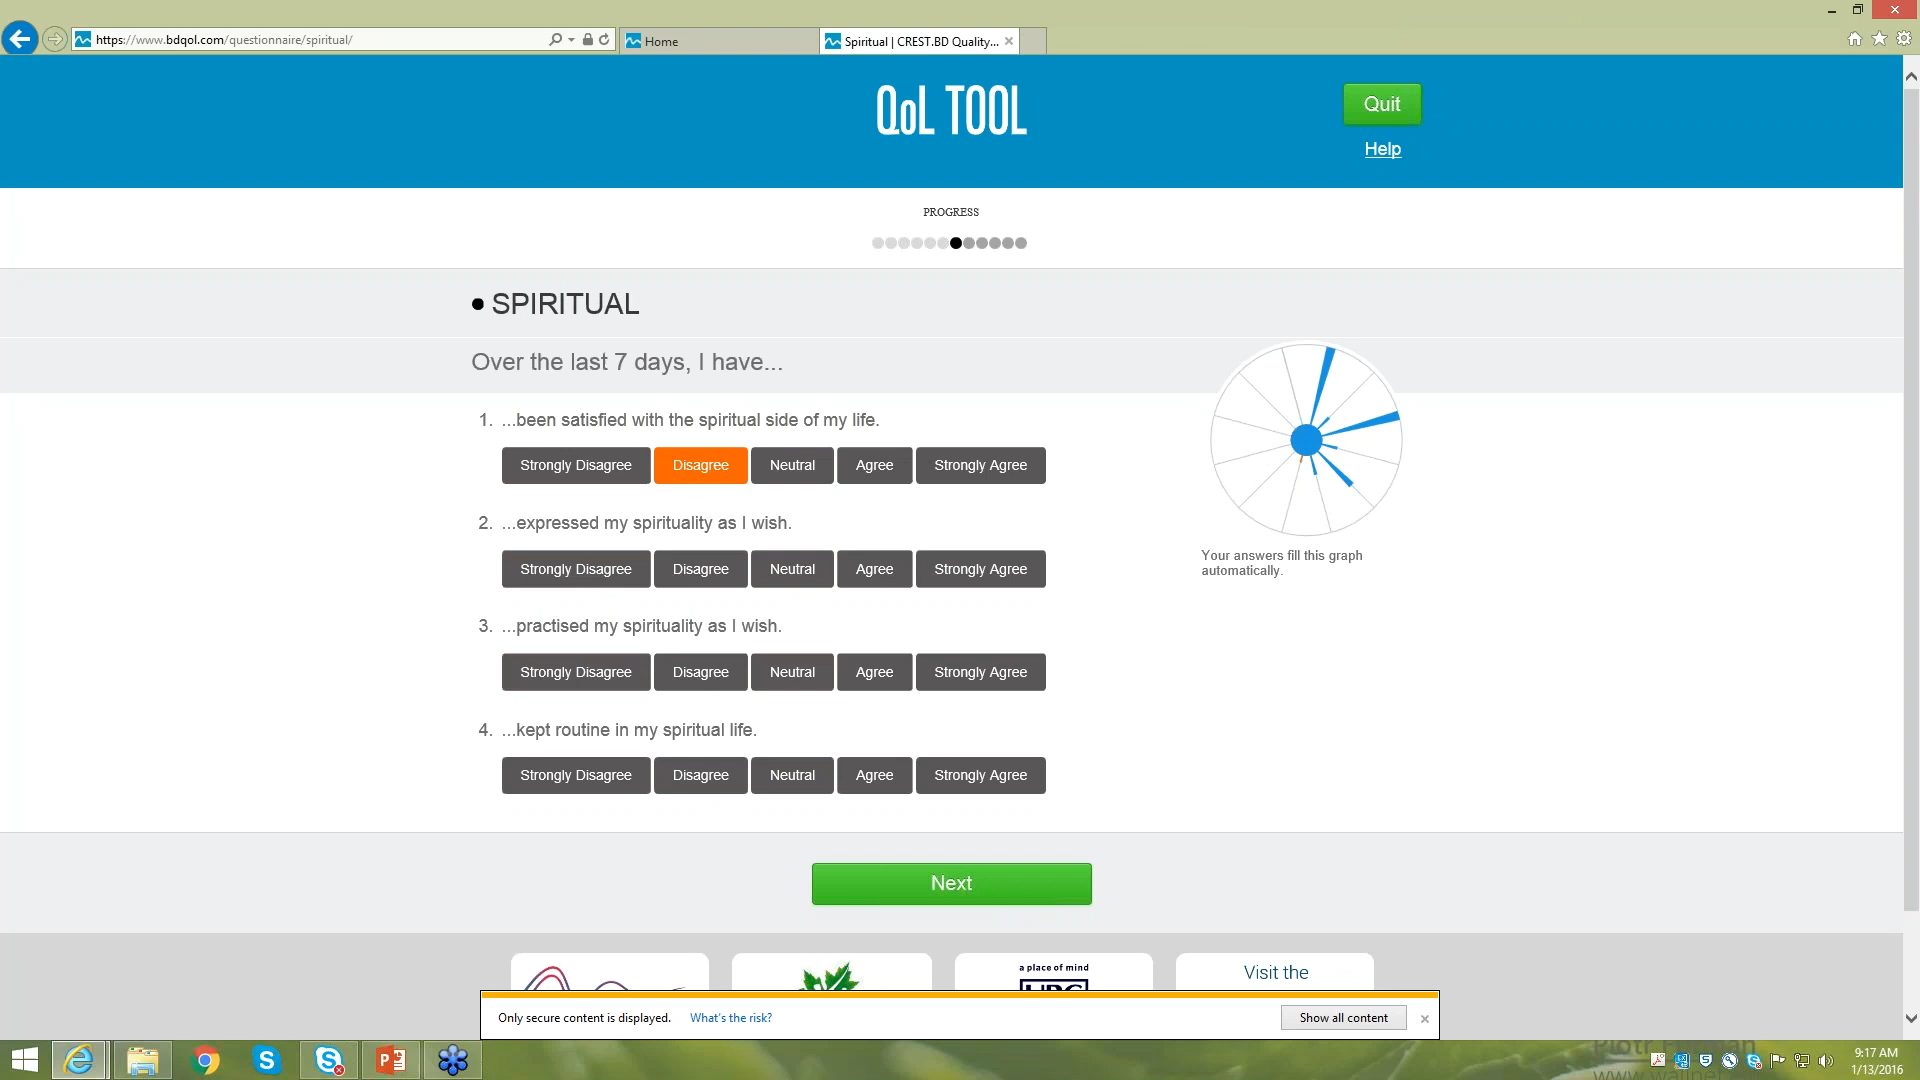 https://www.bdqol.com/questionnaire/spiritual/
Home
Spiritual | CREST.BD Quality...
QoL TOOL
Quit
Help
PROGRESS
SPIRITUAL
Over the last 7 days, I have...
1. ...been satisfied with the spiritual side of my life.
Strongly Disagree Disagree Neutral Agree Strongly Agree
2. ...expressed my spirituality as I wish.
Strongly Disagree Disagree Neutral Agree Strongly Agree
3. ...practised my spirituality as I wish.
Strongly Disagree Disagree Neutral Agree Strongly Agree
4. ...kept routine in my spiritual life.
Strongly Disagree Disagree Neutral Agree Strongly Agree
Your answers fill this graph
automatically.
Next
a place of mind
UBC
Visit the
Only secure content is displayed. What's the risk? Show all content
9:17 AM
1/13/2016